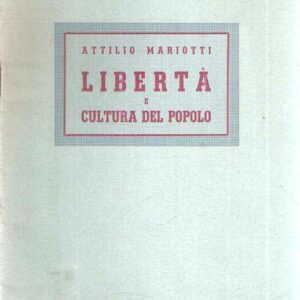 ATTILIO MARIOTTI
LIBERTÀ
E
CULTURA DEL POPOLO